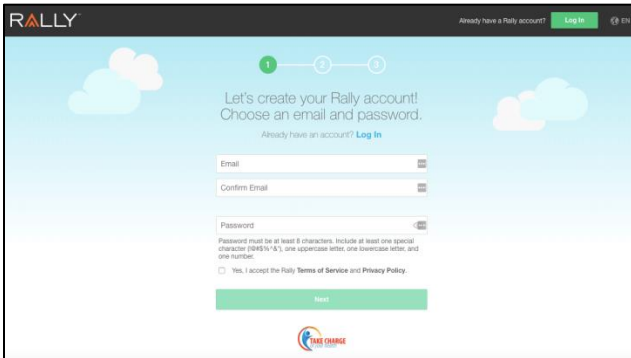 RALLY
Already have a Rally account? Log In EN
1 2 3
Let's create your Rally account!
Choose an email and password.
Already have an account? Log In
Email
Confirm Email
Password
Password must be at least 8 characters. Include at least one special
character (!@#$%^&*), one uppercase letter, one lowercase letter, and
one number.
Yes, I accept the Rally Terms of Service and Privacy Policy.
Next
TAKE CHARGE